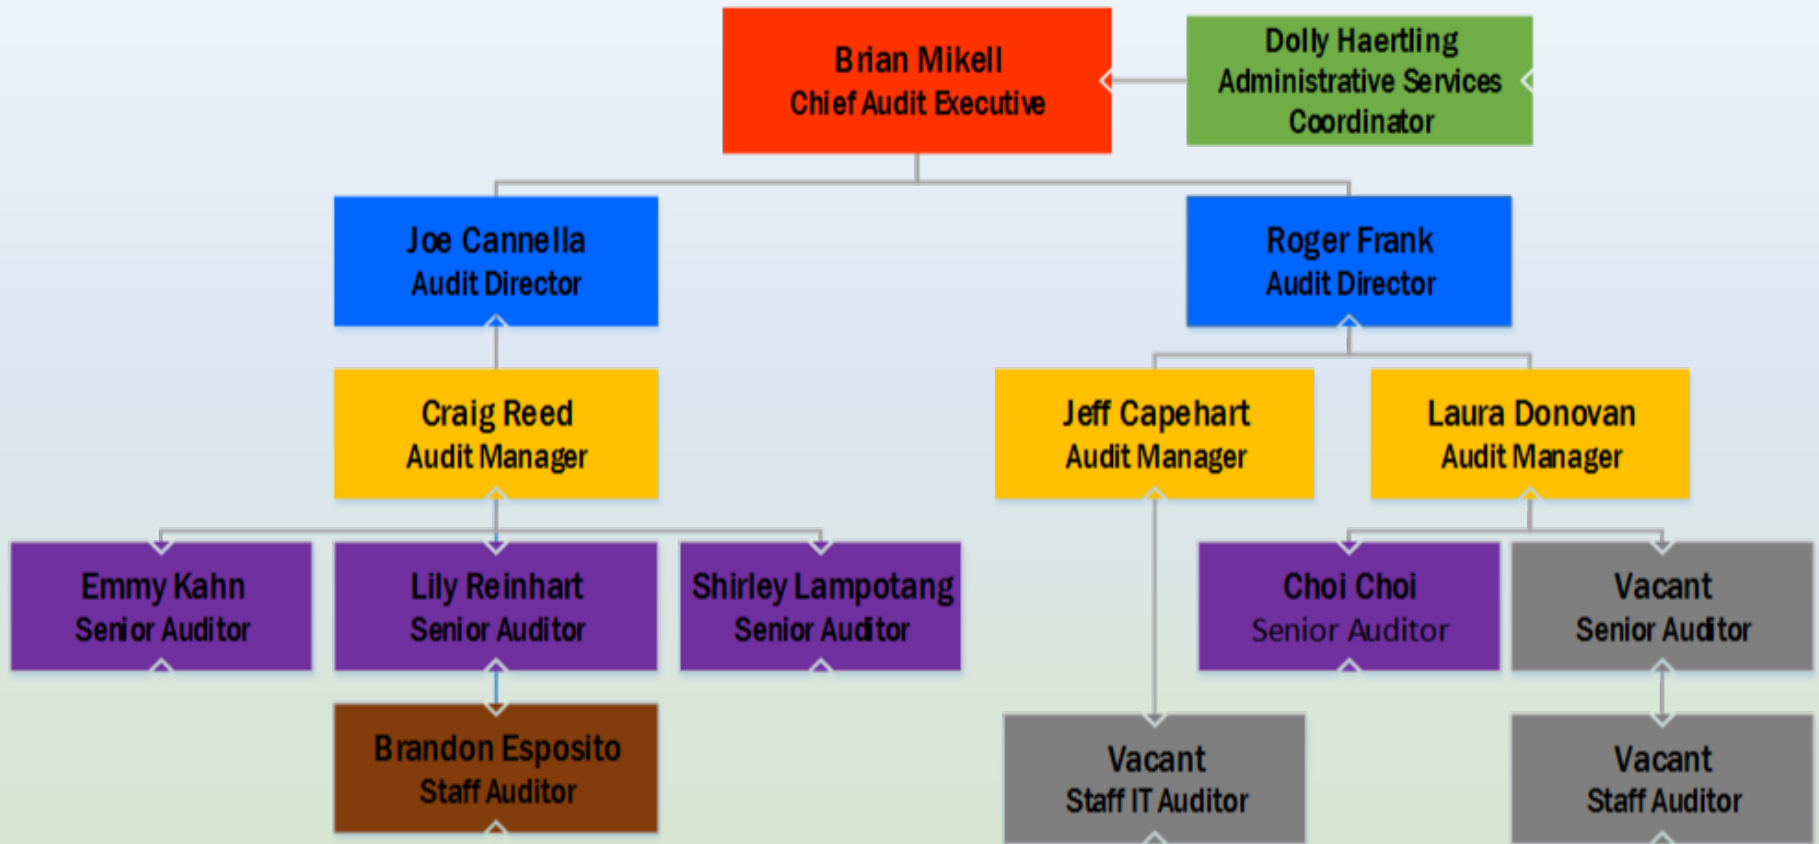 Brian Mikell
Chief Audit Executive
Dolly Haertling
Administrative Services
Coordinator
Joe Cannella
Audit Director
Roger Frank
Audit Director
Craig Reed
Audit Manager
Jeff Capehart
Audit Manager
Laura Donovan
Audit Manager
Emmy Kahn
Senior Auditor
Lily Reinhart
Senior Auditor
Shirley Lampotang
Senior Auditor
Choi Choi
Senior Auditor
Vacant
Senior Auditor
Brandon Esposito
Staff Auditor
Vacant
Staff IT Auditor
Vacant
Staff Auditor